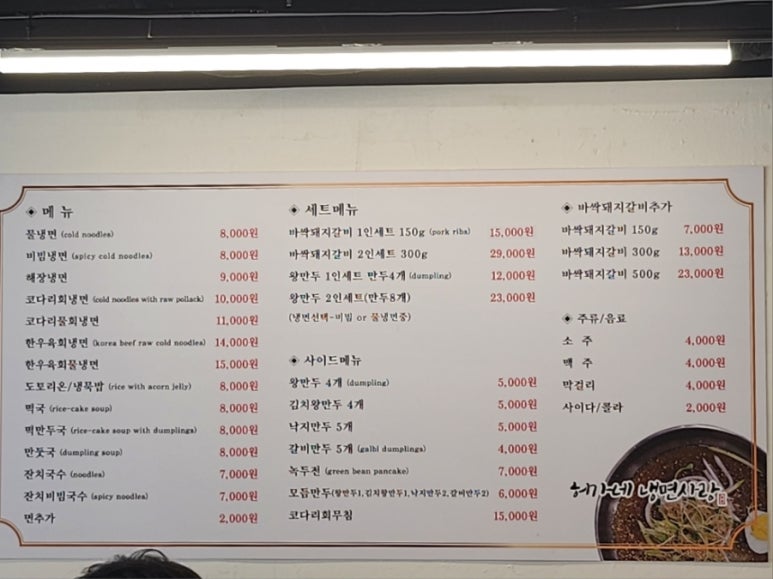 ◈ 메 뉴
물냉면 (cold noodles) 8,000원
비빔냉면 (spicy cold noodles) 8,000원
해장냉면 9,000원
코다리회냉면 (cold noodles with raw pollack) 10,000원
코다리물회냉면 11,000원
한우육회냉면 (korea beef raw cold noodles) 14,000원
한우육회물냉면 15,000원
도토리온/냉묵밥 (rice with acorn jelly) 8,000원
떡국 (rice-cake soup) 8,000원
떡만두국 (rice-cake soup with dumplings) 8,000원
만둣국 (dumpling soup) 8,000원
잔치국수 (noodles) 7,000원
잔치비빔국수 (spicy noodles) 7,000원
면추가 2,000원
◈ 세트메뉴
바싹돼지갈비 1인세트 150g (pork ribs) 15,000원
바싹돼지갈비 2인세트 300g 29,000원
왕만두 1인세트 만두4개 (dumpling) 12,000원
왕만두 2인세트(만두8개) 23,000원
(냉면선택-비빔 or 물냉면중)
◈ 사이드메뉴
왕만두 4개 (dumpling) 5,000원
김치왕만두 4개 5,000원
낙지만두 5개 5,000원
갈비만두 5개 (galbi dumplings) 4,000원
녹두전 (green bean pancake) 7,000원
모듬만두(왕만두1,김치왕만두1,낙지만두2,갈비만두2) 6,000원
코다리회무침 15,000원
◈ 바싹돼지갈비추가
바싹돼지갈비 150g 7,000원
바싹돼지갈비 300g 13,000원
바싹돼지갈비 500g 23,000원
◈ 주류/음료
소 주 4,000원
맥 주 4,000원
막걸리 4,000원
사이다/콜라 2,000원
허가네 냉면사랑